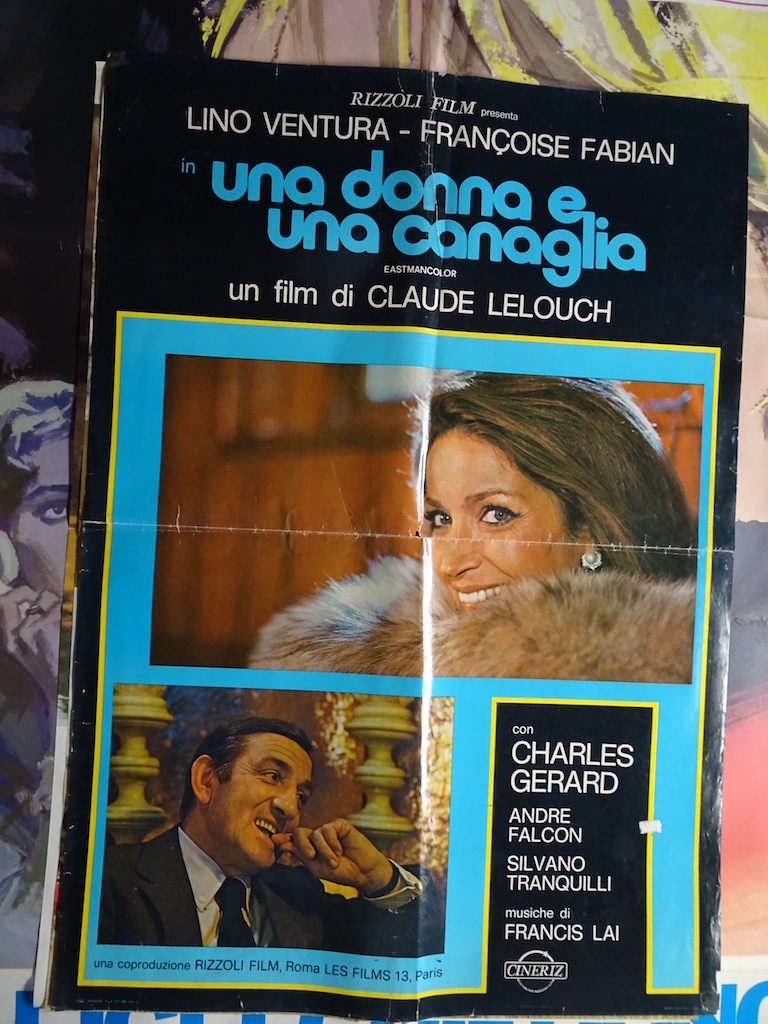 RIZZOLI FILM presenta
LINO VENTURA - FRANÇOISE FABIAN
in una donna e
una canaglia
EASTMANCOLOR
un film di CLAUDE LELOUCH
con
CHARLES
GERARD
ANDRE
FALCON
SILVANO
TRANQUILLI
musiche di
FRANCIS LAI
CINERIZ
una coproduzione RIZZOLI FILM, Roma LES FILMS 13, Paris